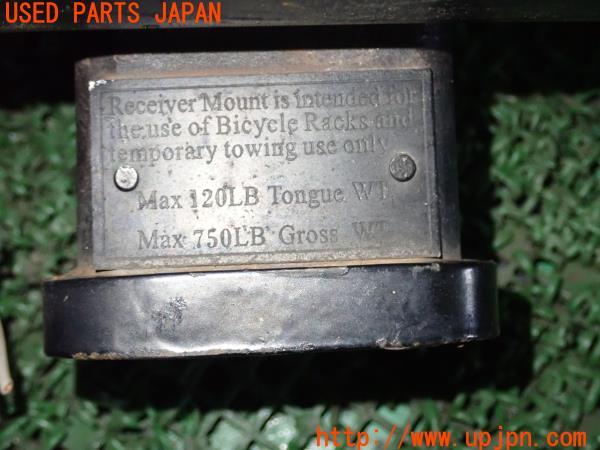 USED PARTS JAPAN
Receiver Mount is intended for
the use of Bicycle Racks and
temporary towing use only
Max 120LB Tongue WT
Max 750LB Gross WT
http://www.upjpn.com/